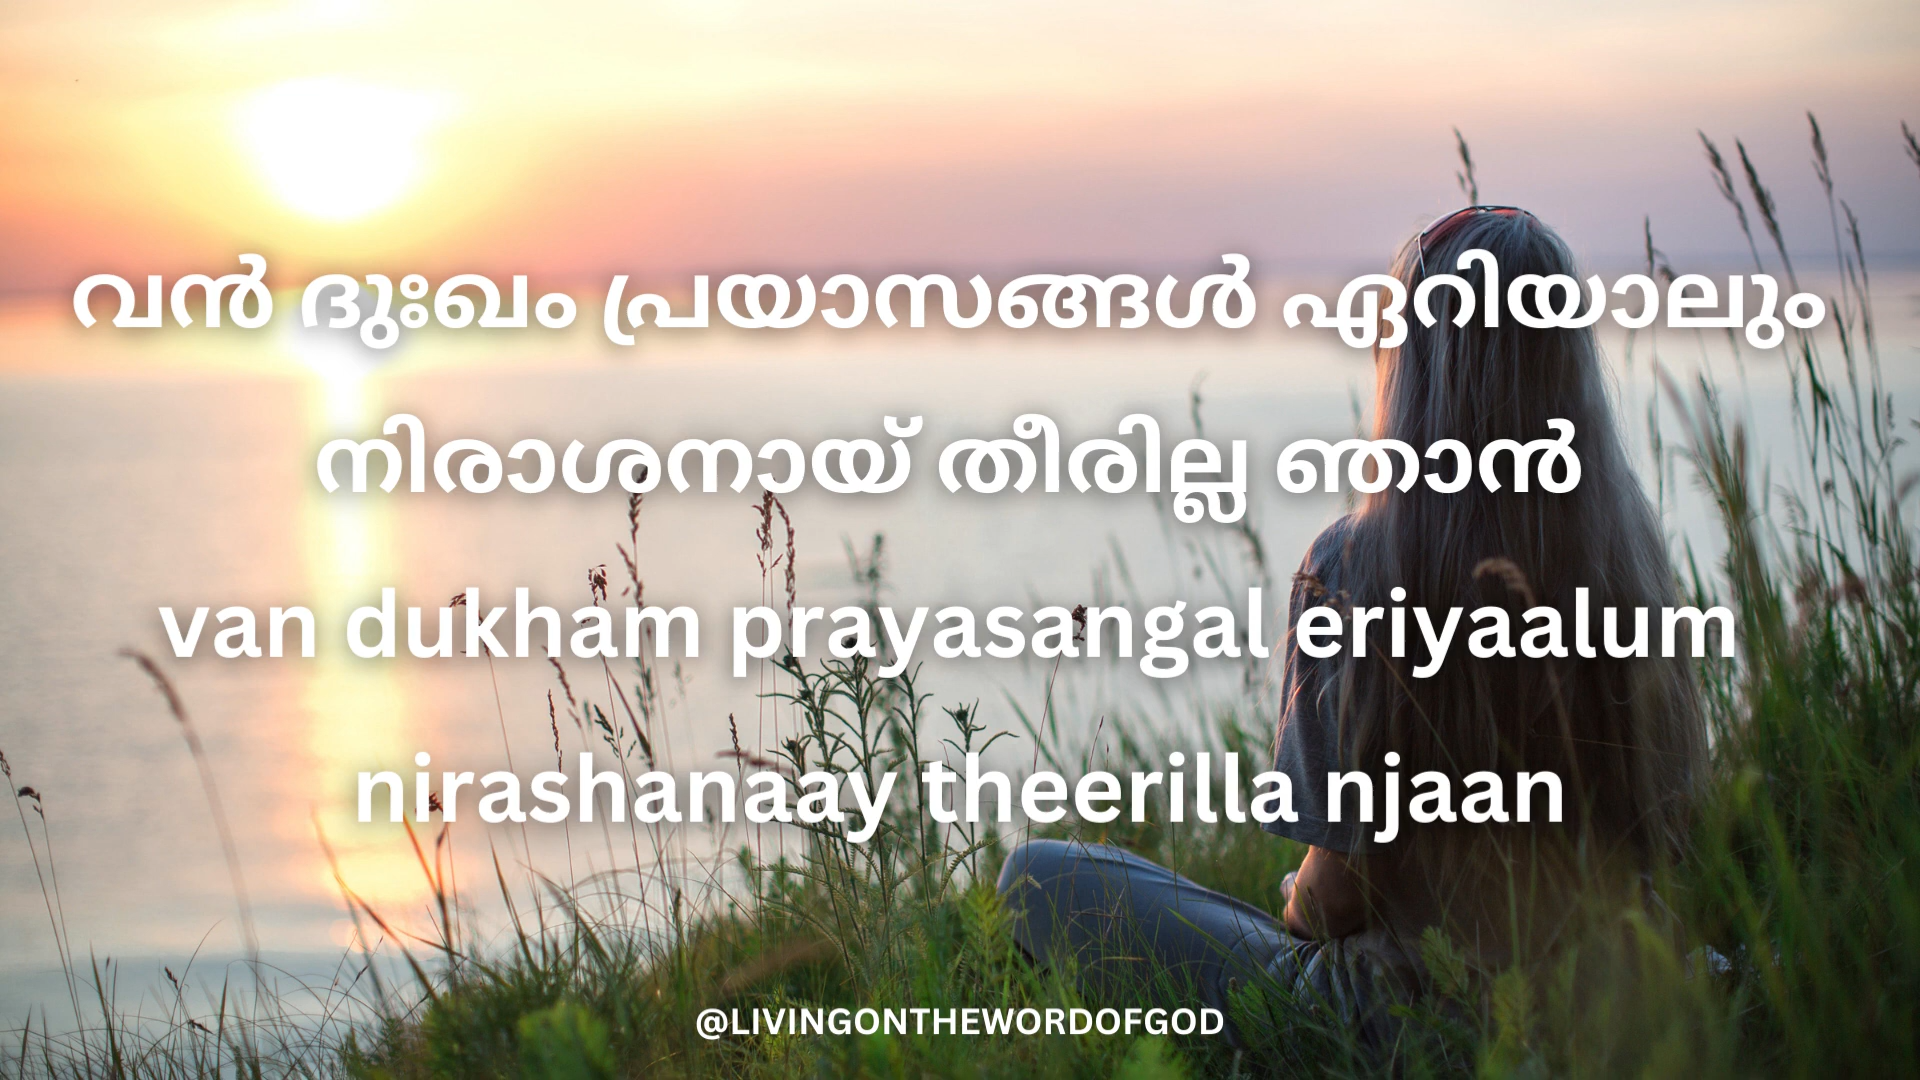 വൻ ദുഃഖം പ്രയാസങ്ങൾ ഏറിയാലും
നിരാശനായ് തീരില്ല ഞാൻ
van dukham prayasangal eriyaalum
nirashanaay theerilla njaan
@LIVINGONTHEWORDOFGOD